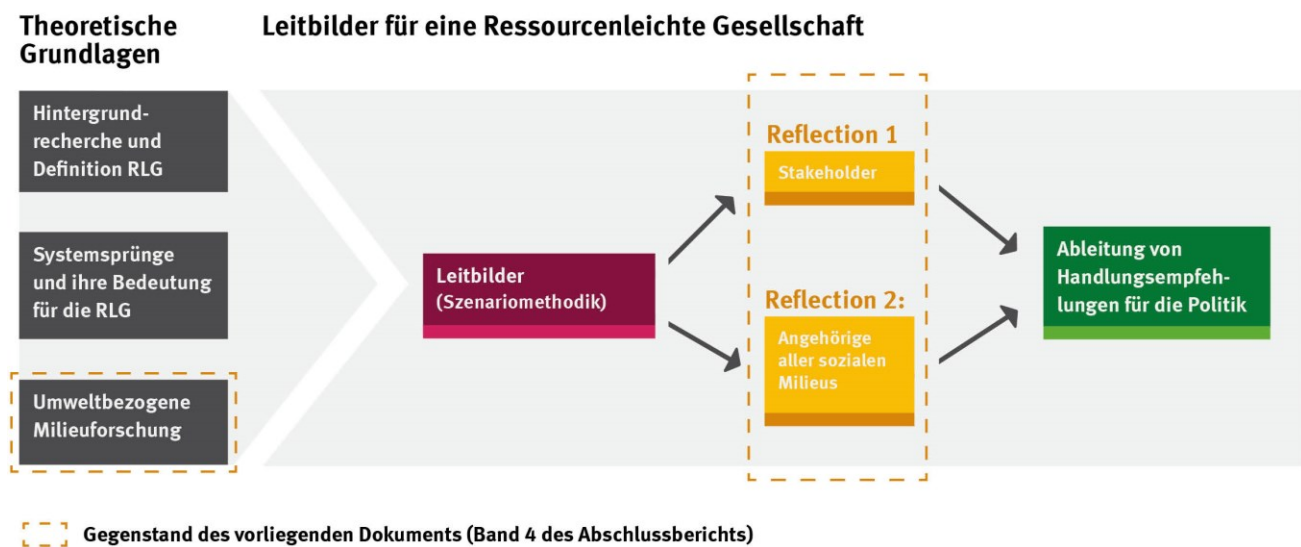 Theoretische
Grundlagen
Leitbilder für eine Ressourcenleichte Gesellschaft
Hintergrund-
recherche und
Definition RLG
Systemsprünge
und ihre Bedeutung
für die RLG
Umweltbezogene
Milieuforschung
Leitbilder
(Szenariomethodik)
Reflection 1
Stakeholder
Reflection 2:
Angehörige
aller sozialen
Milieus
Ableitung von
Handlungsempfeh-
lungen für die Politik
Gegenstand des vorliegenden Dokuments (Band 4 des Abschlussberichts)